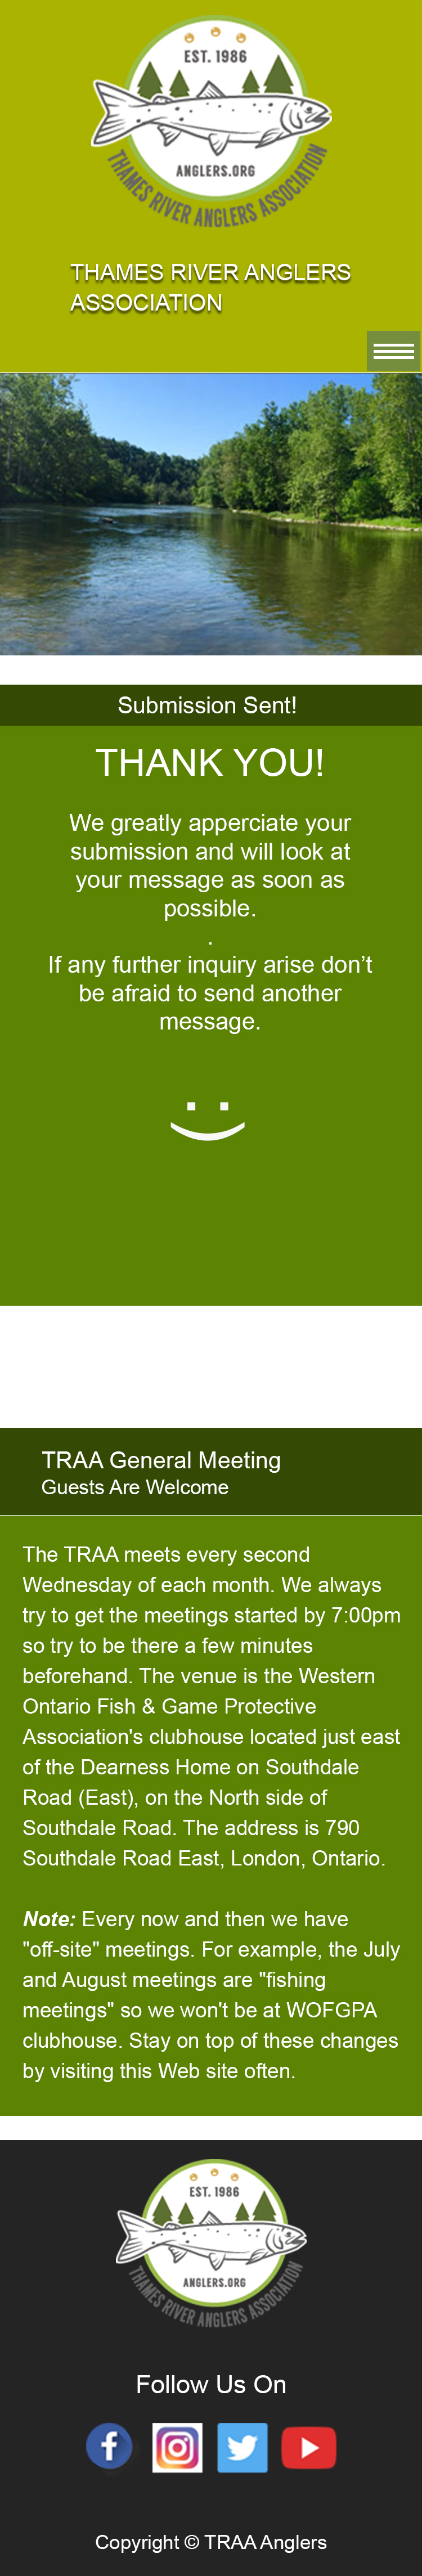 EST. 1986
ANGLERS.ORG
THAMES RIVER ANGLERS ASSOCIATION
THAMES RIVER ANGLERS
ASSOCIATION
Submission Sent!
THANK YOU!
We greatly apperciate your
submission and will look at
your message as soon as
possible.
.
If any further inquiry arise don’t
be afraid to send another
message.
TRAA General Meeting
Guests Are Welcome
The TRAA meets every second
Wednesday of each month. We always
try to get the meetings started by 7:00pm
so try to be there a few minutes
beforehand. The venue is the Western
Ontario Fish & Game Protective
Association's clubhouse located just east
of the Dearness Home on Southdale
Road (East), on the North side of
Southdale Road. The address is 790
Southdale Road East, London, Ontario.
Note: Every now and then we have
"off-site" meetings. For example, the July
and August meetings are "fishing
meetings" so we won't be at WOFGPA
clubhouse. Stay on top of these changes
by visiting this Web site often.
EST. 1986
ANGLERS.ORG
THAMES RIVER ANGLERS ASSOCIATION
Follow Us On
Copyright © TRAA Anglers